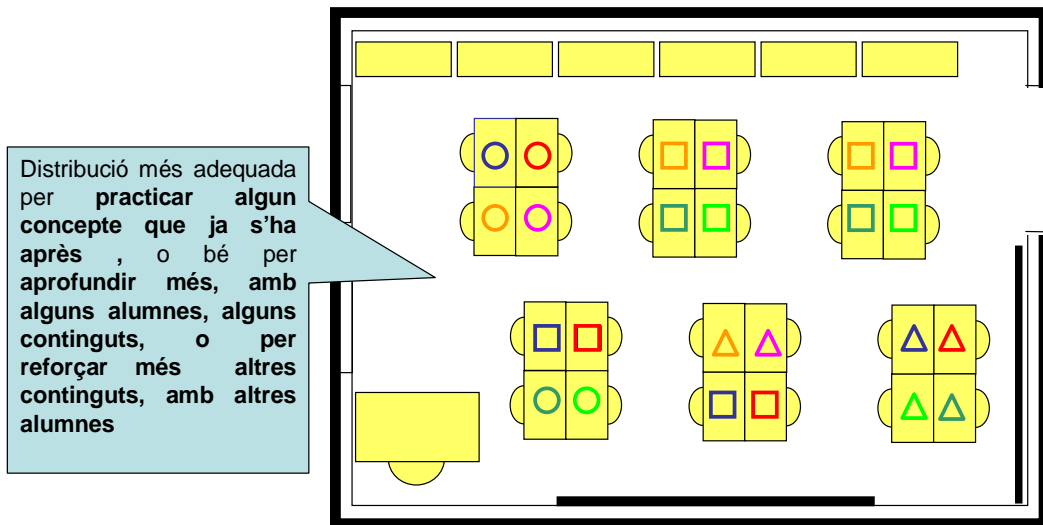 Distribució més adequada
per practicar algun
concepte que ja s'ha
après , o bé per
aprofundir més, amb
alguns alumnes, alguns
continguts, o per
reforçar més altres
continguts, amb altres
alumnes